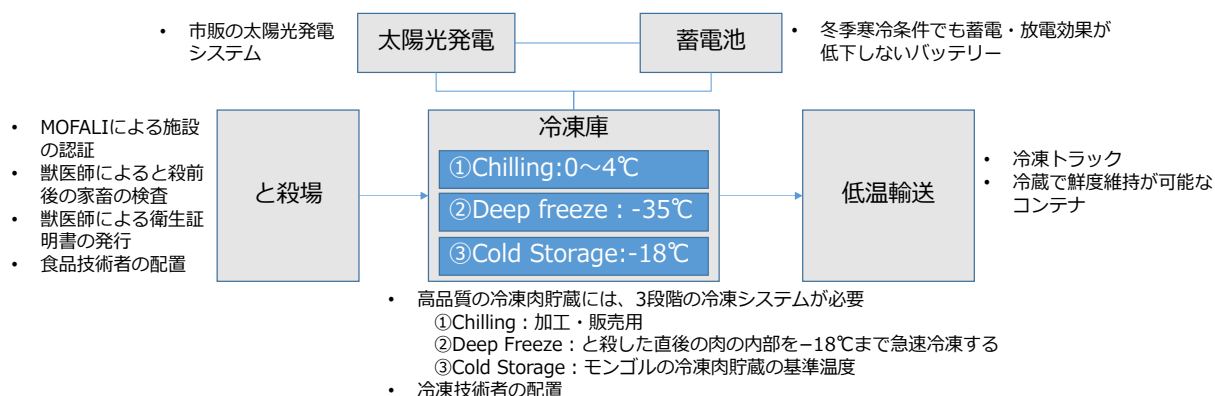 • 市販の太陽光発電
システム
太陽光発電
蓄電池
• 冬季寒冷条件でも蓄電・放電効果が
低下しないバッテリー
• MOFALIによる施設
の認証
• 獣医師によると殺前
後の家畜の検査
• 獣医師による衛生証
明書の発行
• 食品技術者の配置
と殺場
冷凍庫
①Chilling:0～4℃
②Deep freeze：-35℃
③Cold Storage:-18℃
低温輸送
• 冷凍トラック
• 冷蔵で鮮度維持が可能な
コンテナ
• 高品質の冷凍肉貯蔵には、3段階の冷凍システムが必要
①Chilling：加工・販売用
②Deep Freeze：と殺した直後の肉の内部を−18℃まで急速冷凍する
③Cold Storage：モンゴルの冷凍肉貯蔵の基準温度
• 冷凍技術者の配置